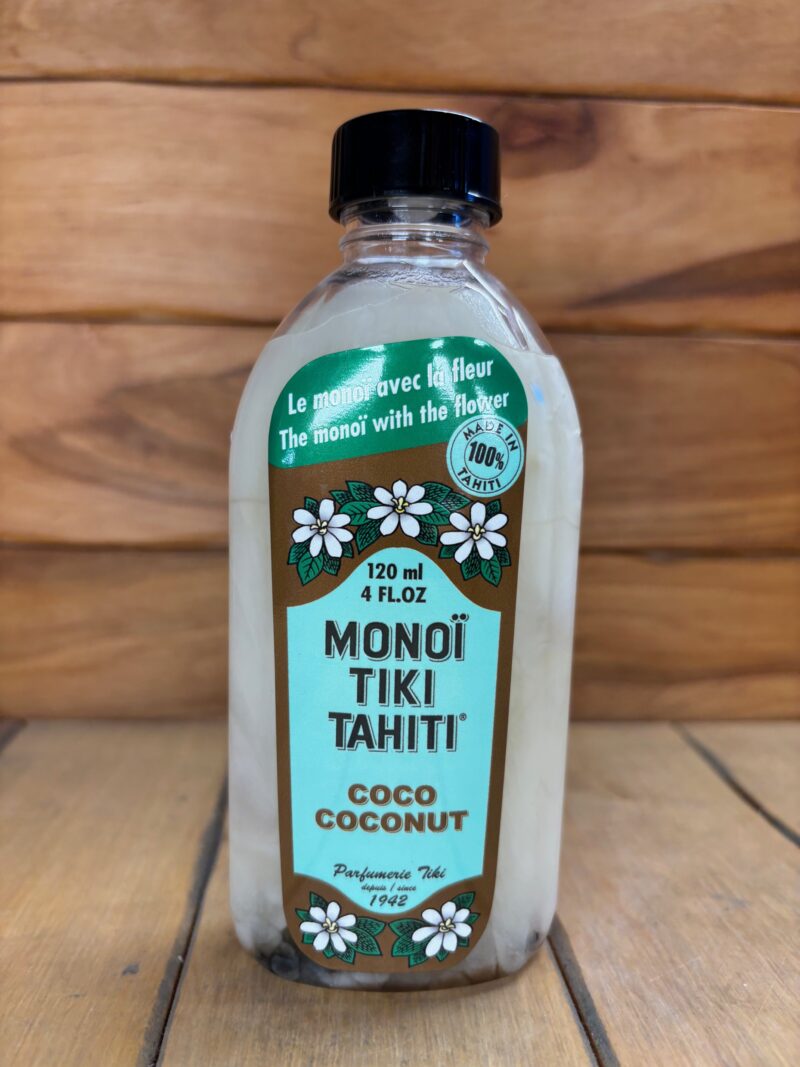 Le monoï avec la fleur
The monoï with the flower
MADE IN
100%
TAHITI
120 ml
4 FL.OZ
MONOÏ
TIKI
TAHITI®
COCO
COCONUT
Parfumerie Tiki
depuis / since
1942